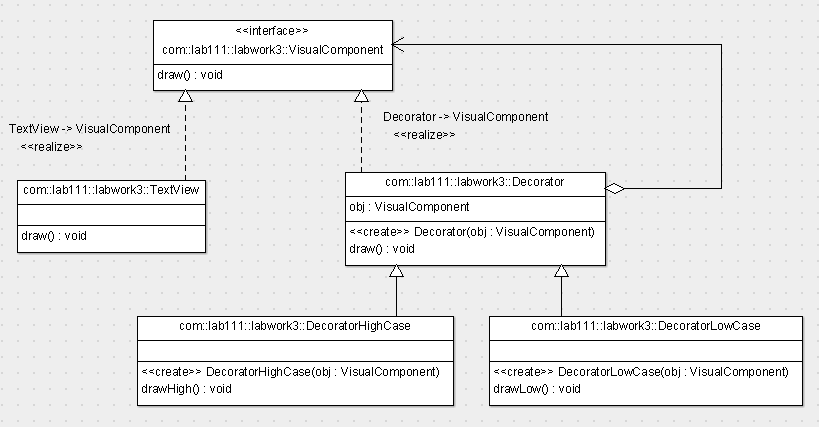 <<interface>>
com::lab111::labwork3::VisualComponent
draw() : void
TextView -> VisualComponent
<<realize>>
Decorator -> VisualComponent
<<realize>>
com::lab111::labwork3::TextView
draw() : void
com::lab111::labwork3::Decorator
obj : VisualComponent
<<create>> Decorator(obj : VisualComponent)
draw() : void
com::lab111::labwork3::DecoratorHighCase
<<create>> DecoratorHighCase(obj : VisualComponent)
drawHigh() : void
com::lab111::labwork3::DecoratorLowCase
<<create>> DecoratorLowCase(obj : VisualComponent)
drawLow() : void